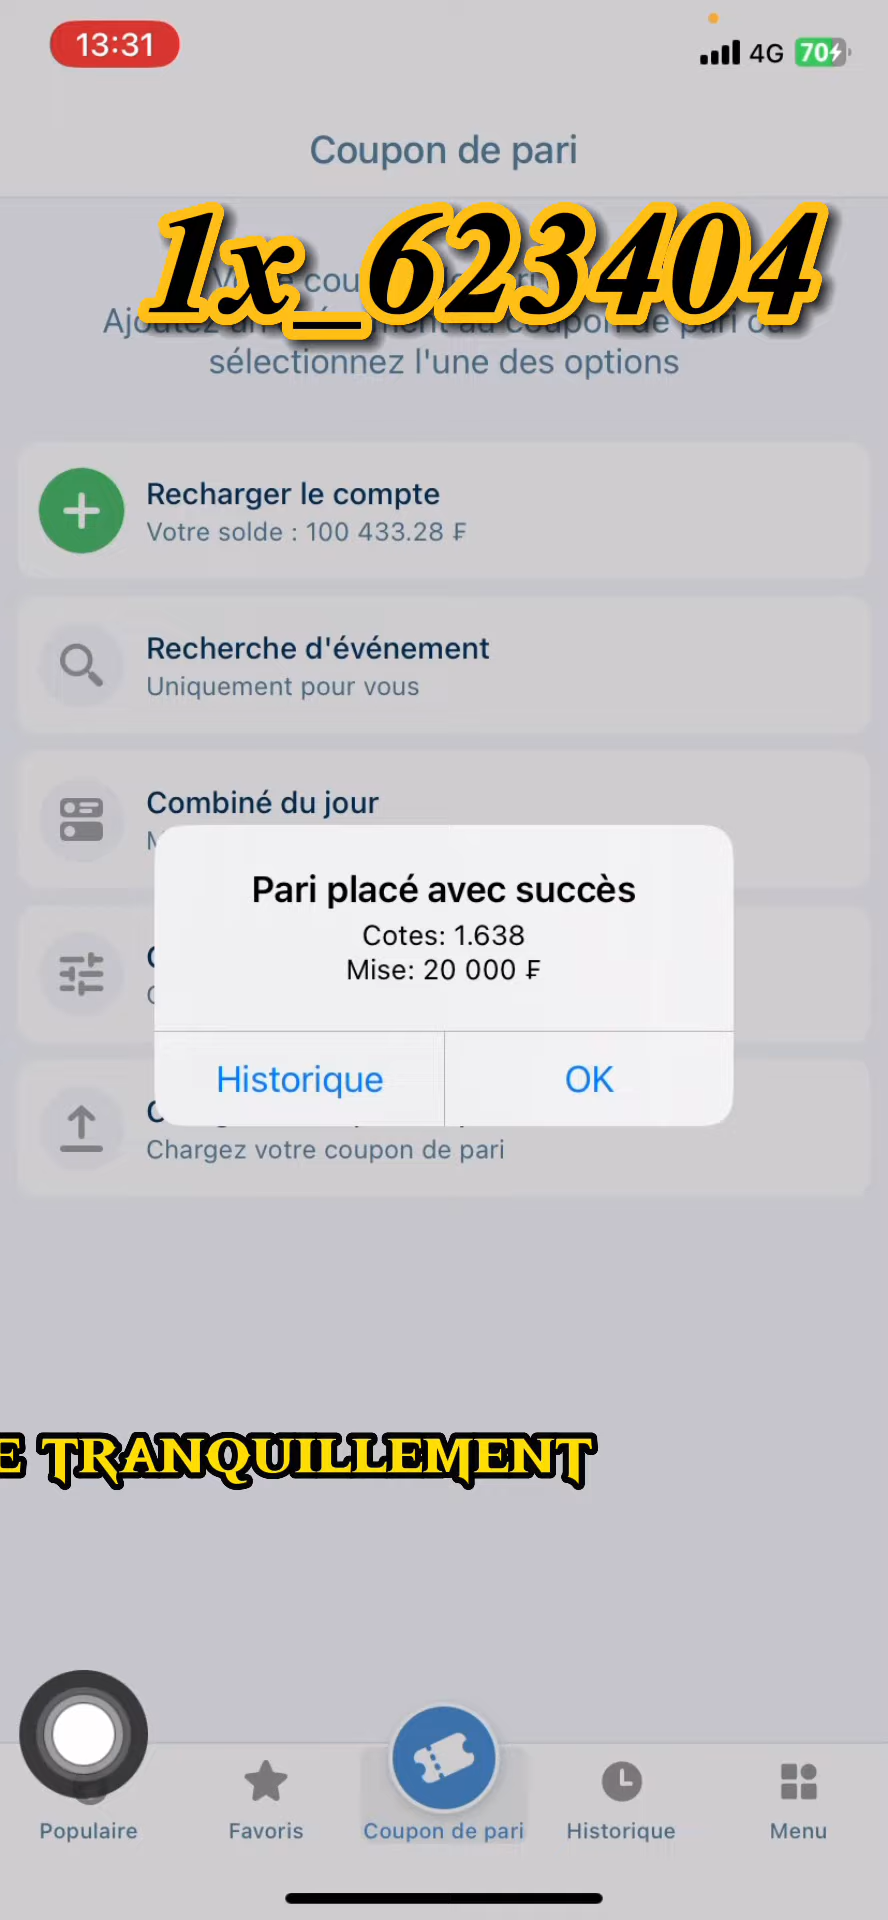 13:31
4G
70
Coupon de pari
1x_623404
sélectionnez l'une des options
Recharger le compte
Votre solde : 100 433.28 ₣
Recherche d'événement
Uniquement pour vous
Combiné du jour
Pari placé avec succès
Cotes: 1.638
Mise: 20 000 ₣
Historique
OK
Chargez votre coupon de pari
E TRANQUILLEMENT
Populaire
Favoris
Coupon de pari
Historique
Menu